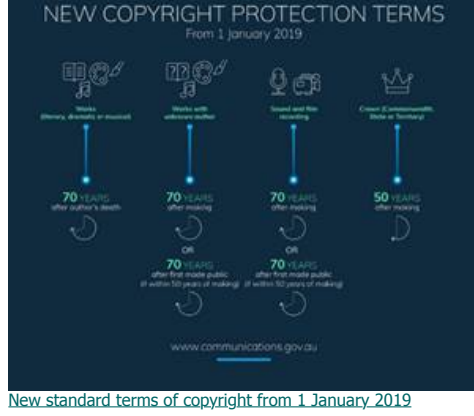 NEW COPYRIGHT PROTECTION TERMS
From 1 January 2019
Works
(literary, dramatic or musical)
70 YEARS
after author's death
Works with
unknown author
70 YEARS
after making
OR
70 YEARS
after first made public
(if within 50 years of making)
Sound and film
recording
70 YEARS
after making
OR
70 YEARS
after first made public
(if within 50 years of making)
Crown (Commonwealth,
State or Territory)
50 YEARS
after making
www.communications.gov.au
New standard terms of copyright from 1 January 2019